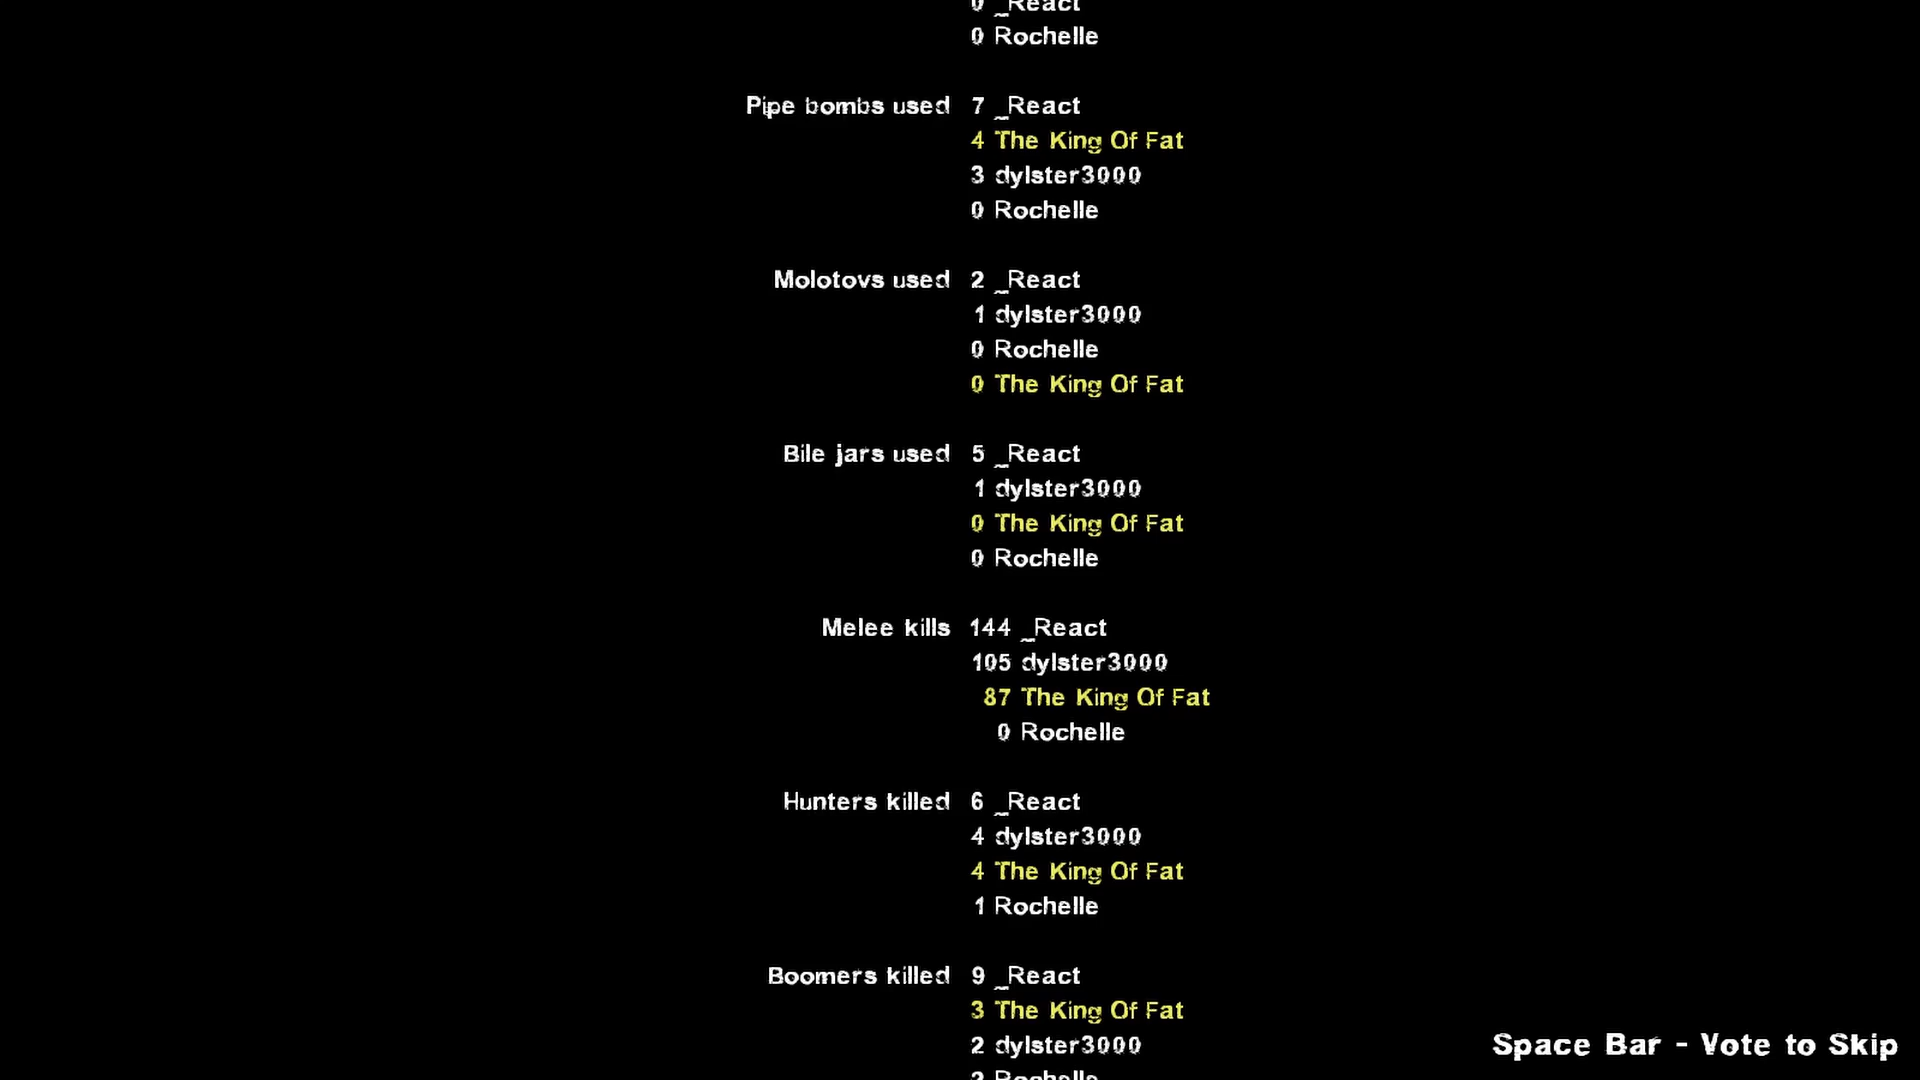 0 _React
0 Rochelle
Pipe bombs used 7 _React
4 The King Of Fat
3 dylster3000
0 Rochelle
Molotovs used 2 _React
1 dylster3000
0 Rochelle
0 The King Of Fat
Bile jars used 5 _React
1 dylster3000
0 The King Of Fat
0 Rochelle
Melee kills 144 _React
105 dylster3000
87 The King Of Fat
0 Rochelle
Hunters killed 6 _React
4 dylster3000
4 The King Of Fat
1 Rochelle
Boomers killed 9 _React
3 The King Of Fat
2 dylster3000
2 Rochelle
Space Bar - Vote to Skip